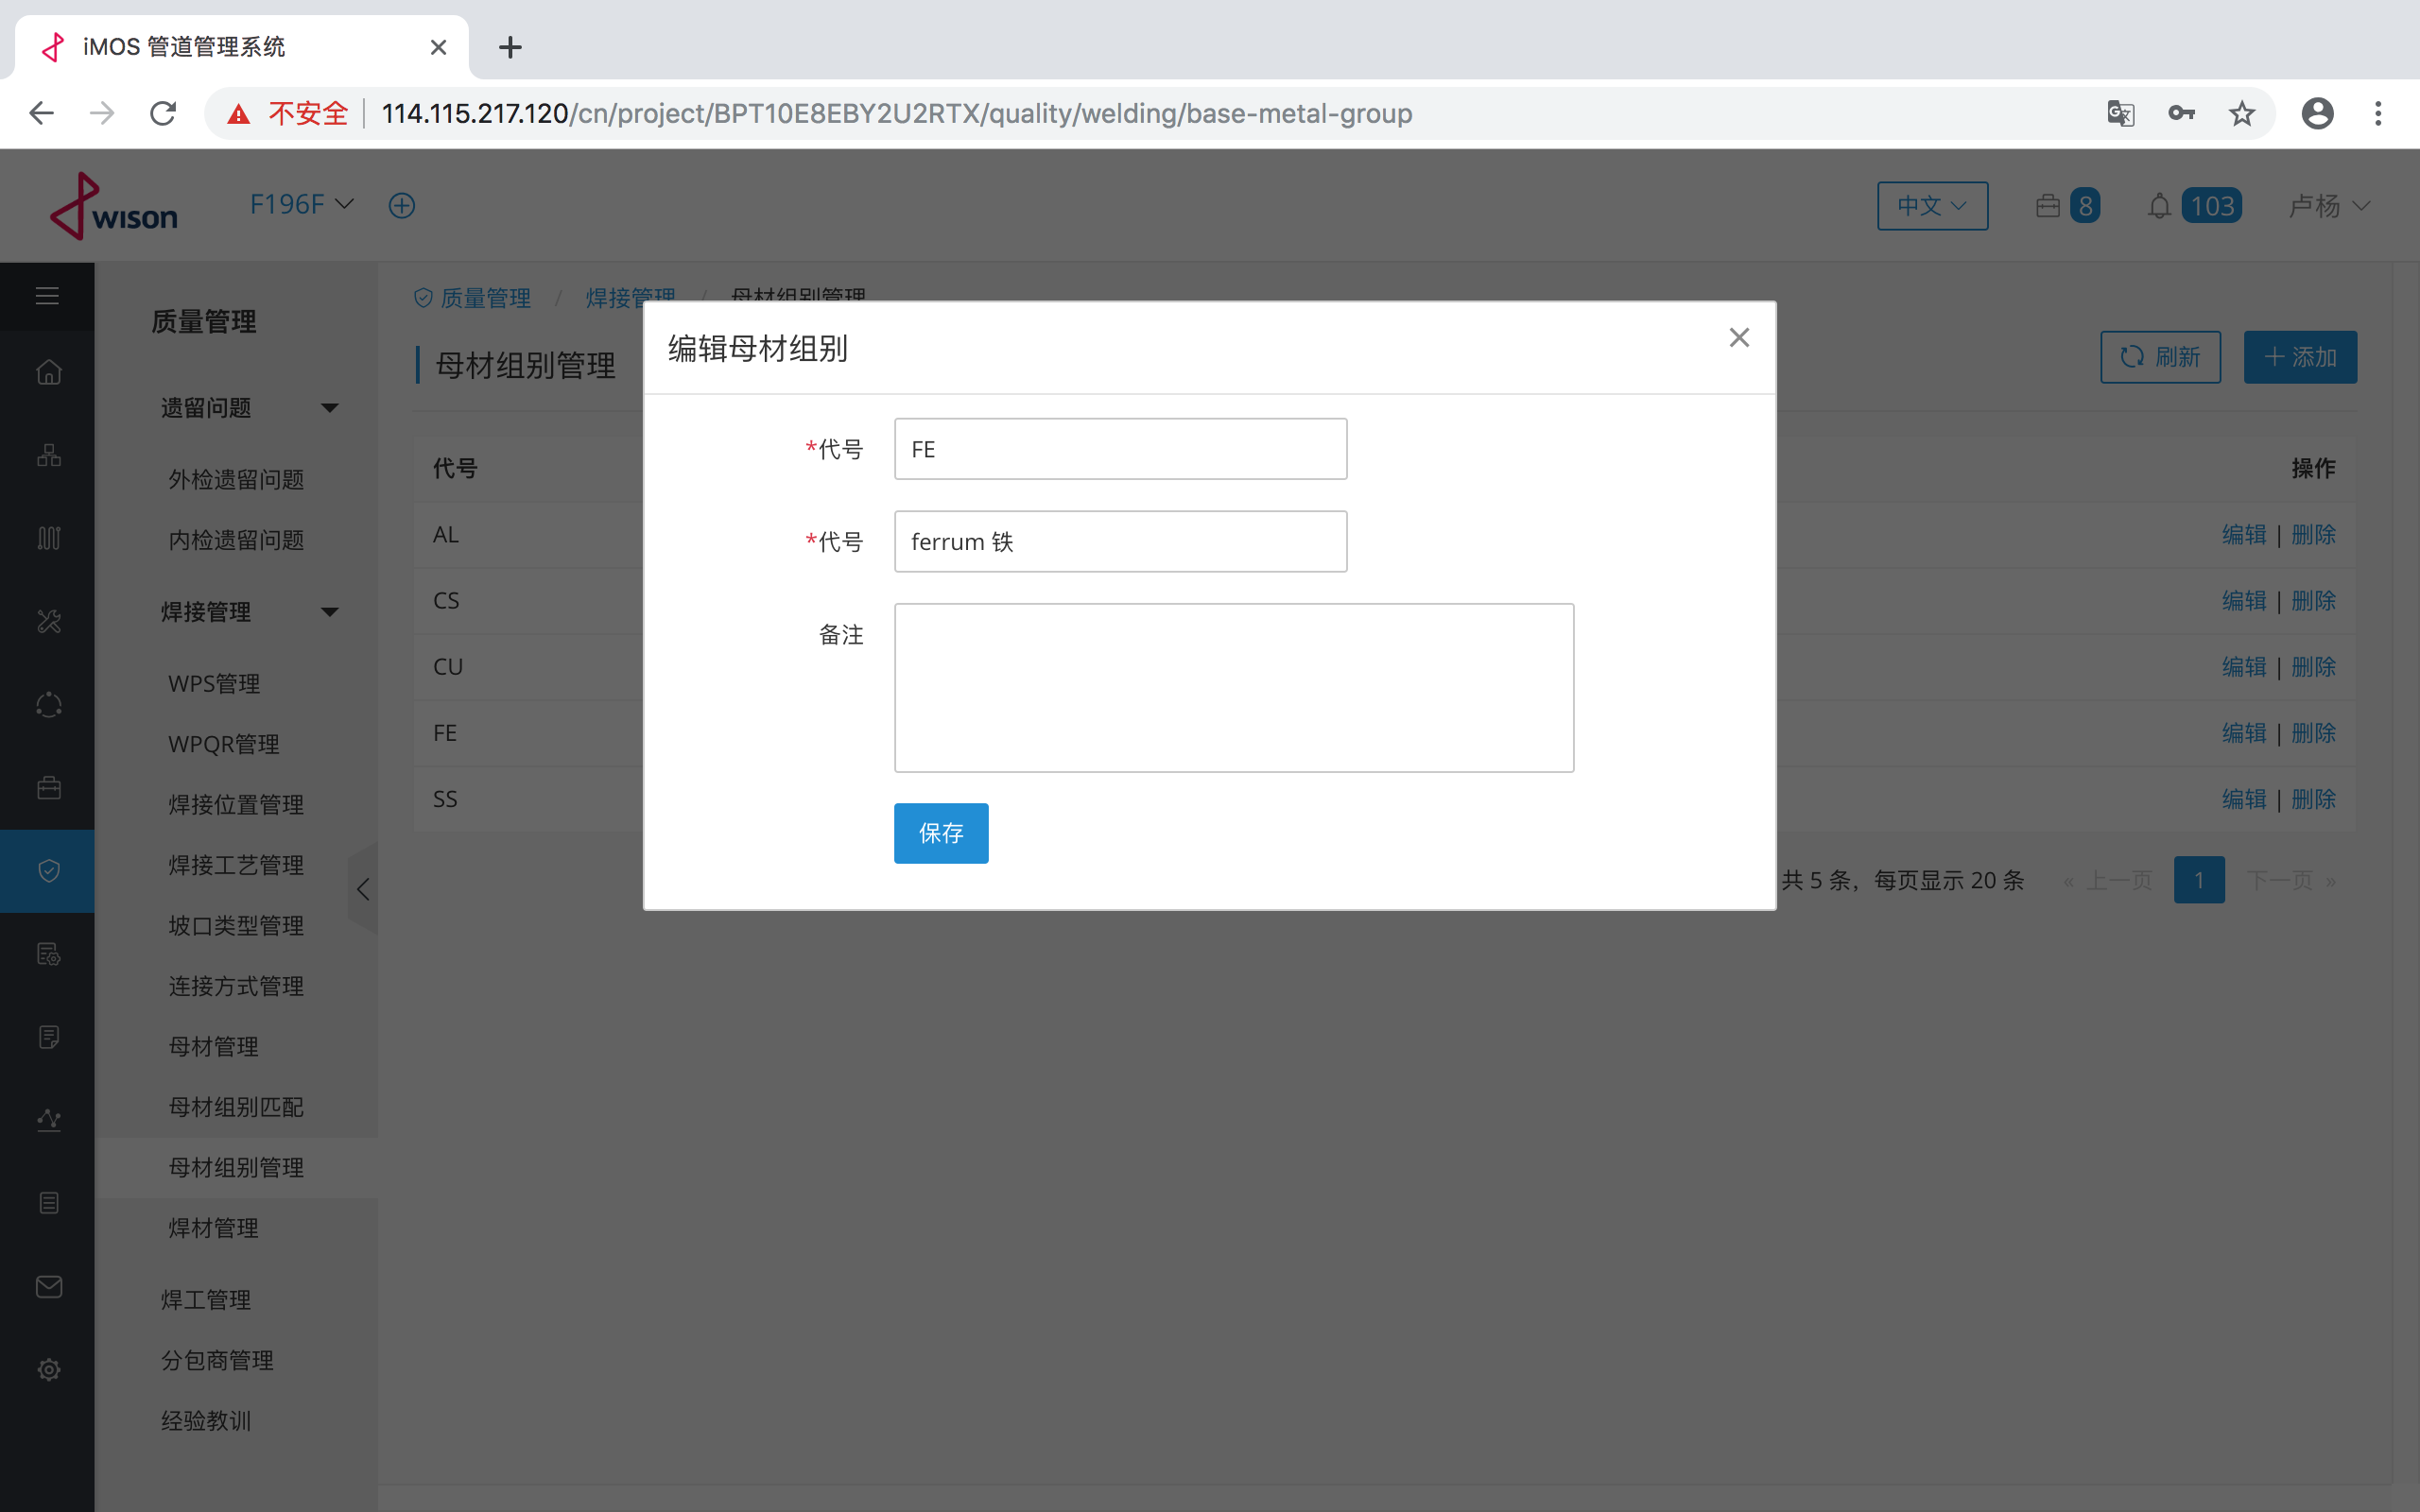 iMOS 管道管理系统
不安全 114.115.217.120/cn/project/BPT10E8EBY2U2RTX/quality/welding/base-metal-group
wison F196F 中文 8 103 卢杨
质量管理 / 焊接管理 / 母材组别管理
质量管理
母材组别管理 刷新 添加
编辑母材组别
遗留问题
外检遗留问题
内检遗留问题
焊接管理
WPS管理
WPQR管理
焊接位置管理
焊接工艺管理
坡口类型管理
连接方式管理
母材管理
母材组别匹配
母材组别管理
焊材管理
焊工管理
分包商管理
经验教训
代号 操作
AL 编辑 | 删除
CS 编辑 | 删除
CU 编辑 | 删除
FE 编辑 | 删除
SS 编辑 | 删除
*代号 FE
*代号 ferrum 铁
备注
保存
共 5 条，每页显示 20 条 « 上一页 1 下一页 »